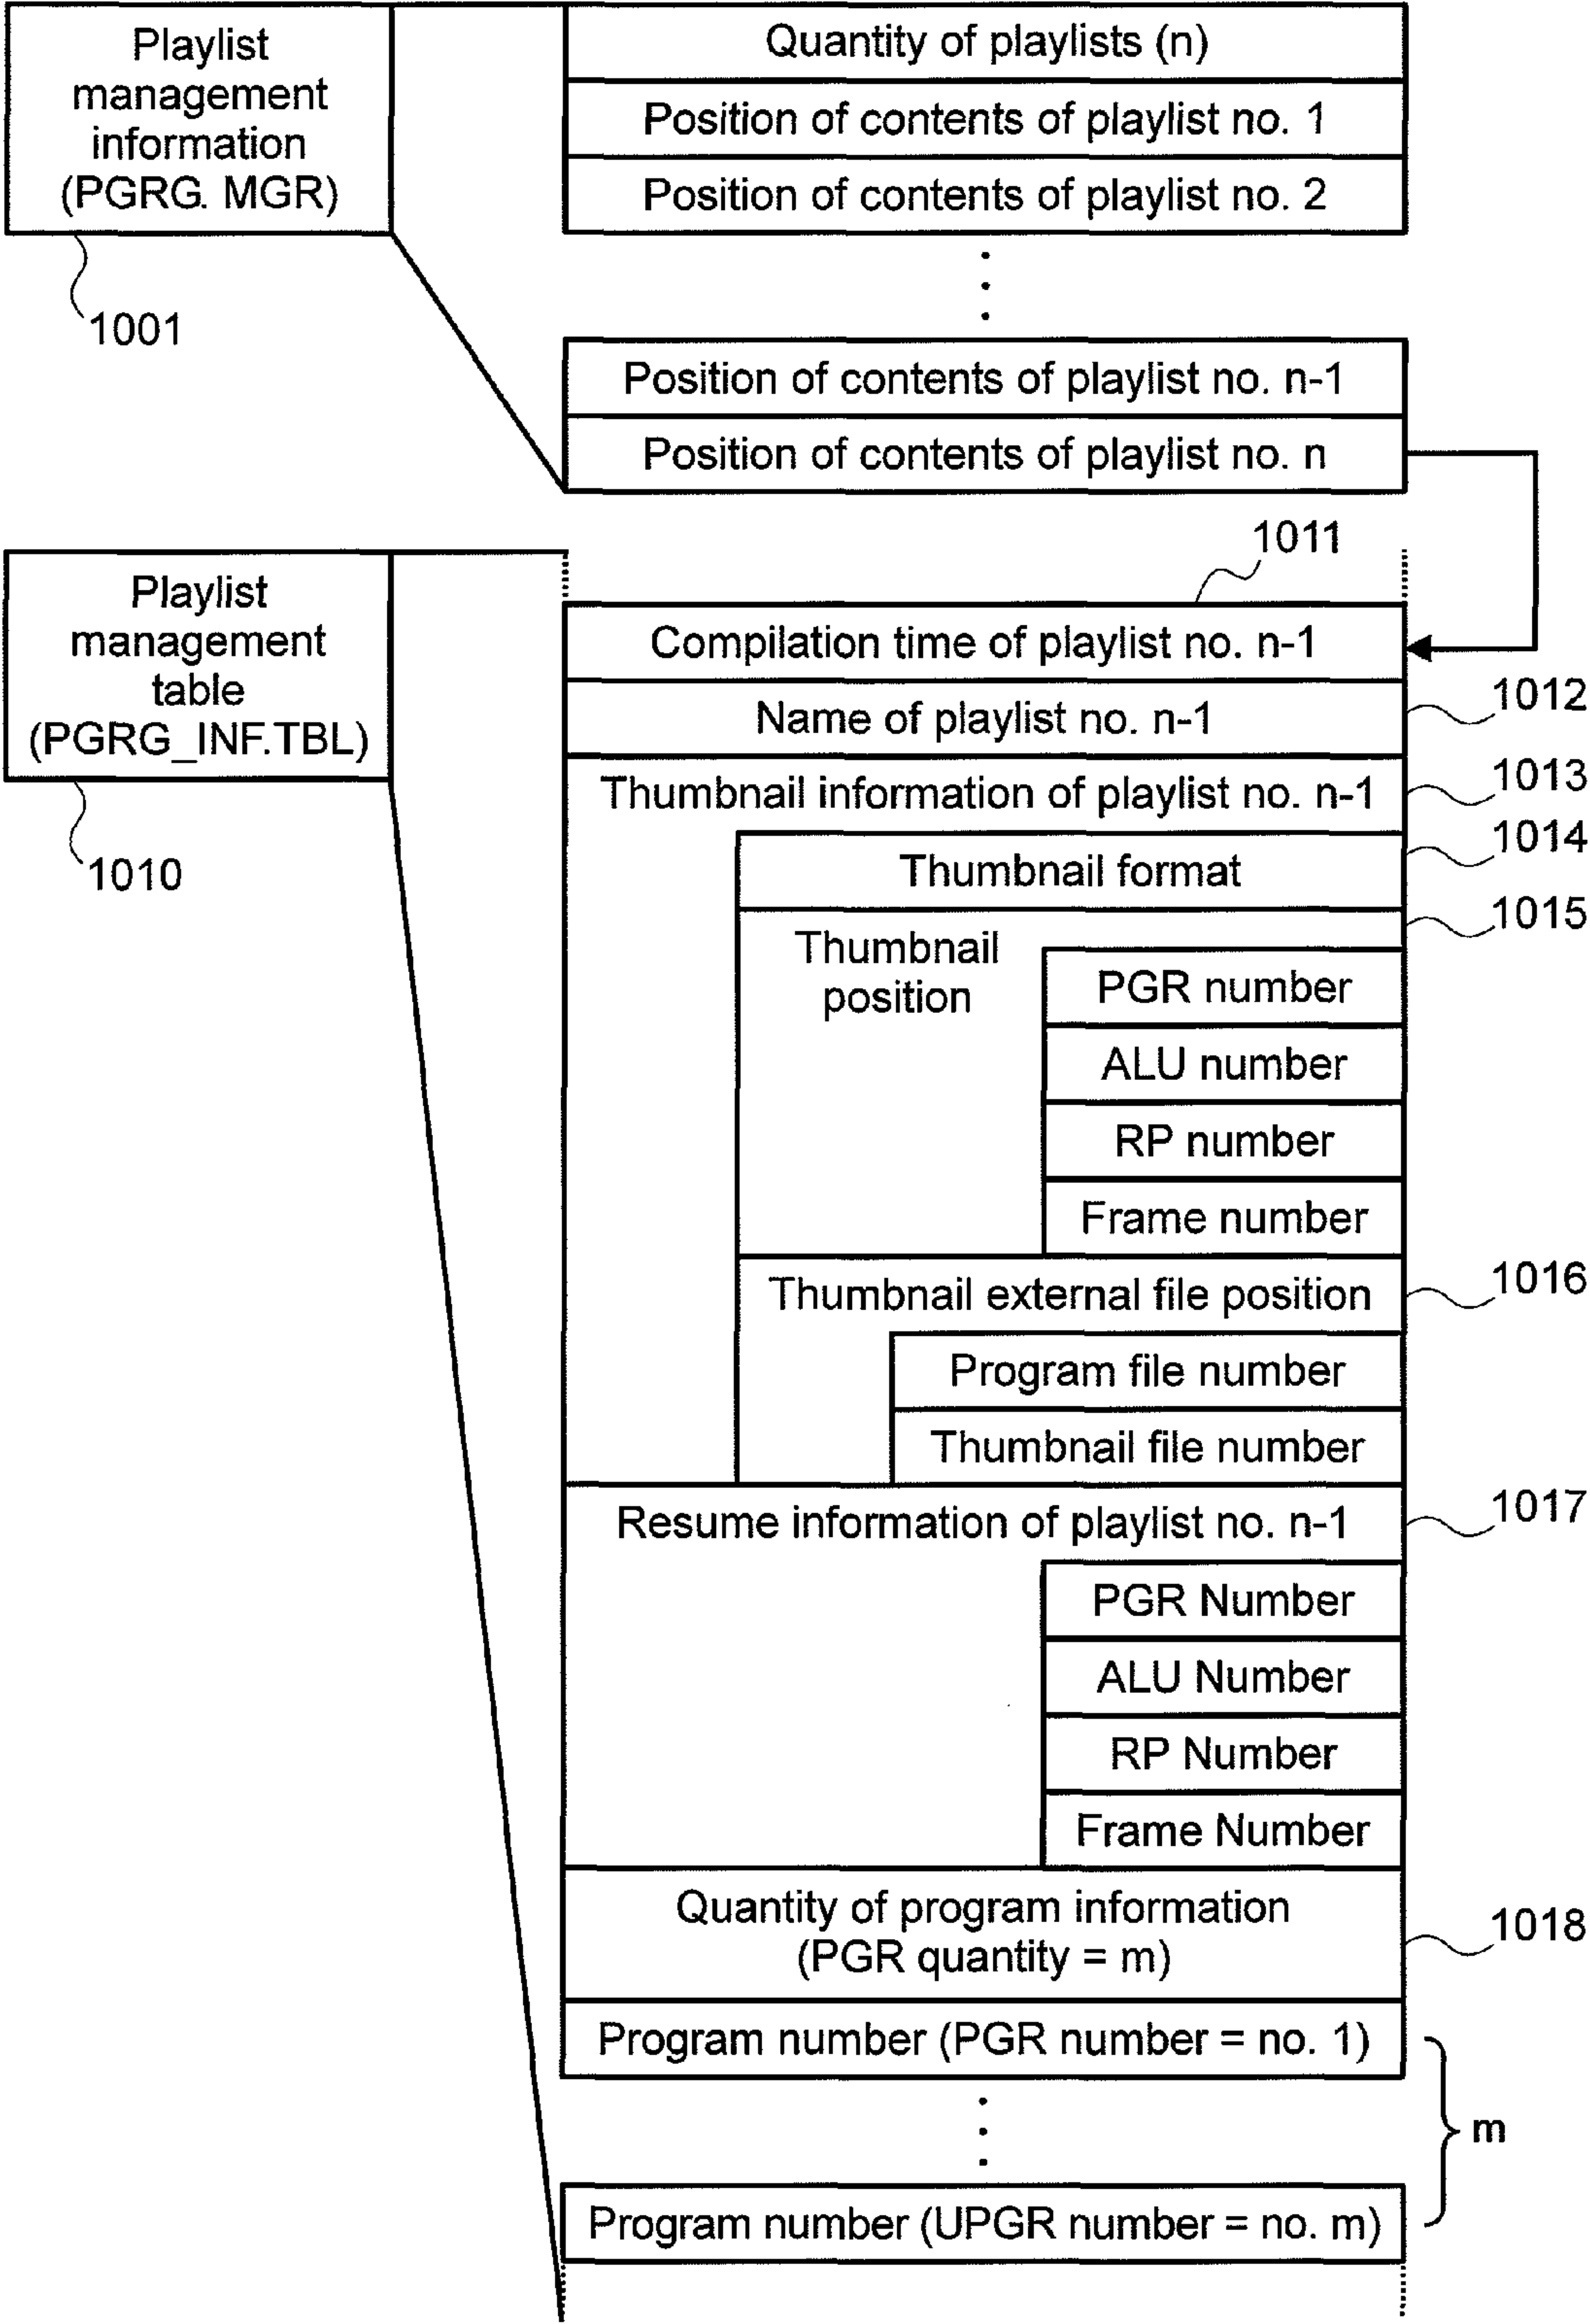 Playlist
management
information
(PGRG. MGR)
1001
Quantity of playlists (n)
Position of contents of playlist no. 1
Position of contents of playlist no. 2
Position of contents of playlist no. n-1
Position of contents of playlist no. n
Playlist
management
table
(PGRG_INF.TBL)
1010
1011
Compilation time of playlist no. n-1
Name of playlist no. n-1
1012
Thumbnail information of playlist no. n-1
1013
Thumbnail format
1014
Thumbnail
position
1015
PGR number
ALU number
RP number
Frame number
Thumbnail external file position
1016
Program file number
Thumbnail file number
Resume information of playlist no. n-1
1017
PGR Number
ALU Number
RP Number
Frame Number
Quantity of program information
(PGR quantity = m)
1018
Program number (PGR number = no. 1)
m
Program number (UPGR number = no. m)